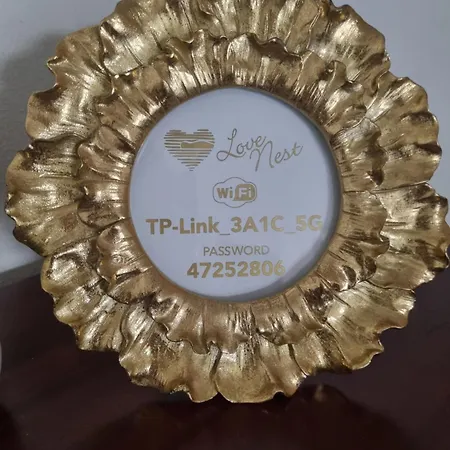 Love
Nest
WiFi
TP-Link_3A1C_5G
PASSWORD
47252806